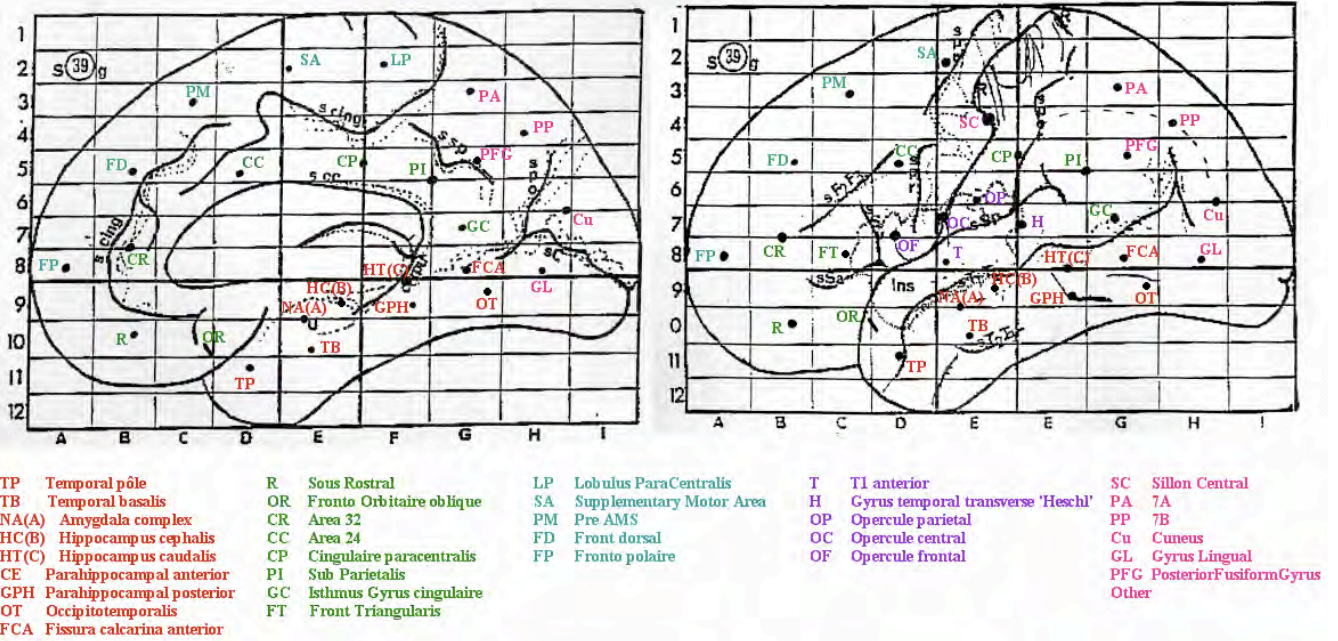 1
2
3
4
5
6
7
8
9
10
11
12
S 39 g
SA
LP
PM
PA
s cing
PP
FD
CC
CP
s sp
PFG
PI
s po
s cc
s cing
Cu
GC
CR
FP
HT(C)
FCA
sc
GL
HC(B)
NA(A)
GPH
OT
U
R
OR
TB
TP
A B C D E F G H I
1
2
3
4
5
6
7
8
9
0
11
12
S 39 g
SA
PM
PA
R
SC
PP
FD
CC
CP
PI
PFG
OP
OC
sSp
H
GC
Cu
CR
FT
OF
T
FP
HT(C)
FCA
GL
sSa
Ins
HC(B)
NA(A)
GPH
OT
OR
R
TB
TP
A B C D E E G H I
TP Temporal pôle
TB Temporal basalis
NA(A) Amygdala complex
HC(B) Hippocampus cephalis
HT(C) Hippocampus caudalis
CE Parahippocampal anterior
GPH Parahippocampal posterior
OT Occipitotemporalis
FCA Fissura calcarina anterior
R Sous Rostral
OR Fronto Orbitaire oblique
CR Area 32
CC Area 24
CP Cingulaire paracentralis
PI Sub Parietalis
GC Isthmus Gyrus cingulaire
FT Front Triangularis
LP Lobulus ParaCentralis
SA Supplementary Motor Area
PM Pre AMS
FD Front dorsal
FP Fronto polaire
T T1 anterior
H Gyrus temporal transverse 'Heschl'
OP Opercule parietal
OC Opercule central
OF Opercule frontal
SC Sillon Central
PA 7A
PP 7B
Cu Cuneus
GL Gyrus Lingual
PFG PosteriorFusiformGyrus
Other